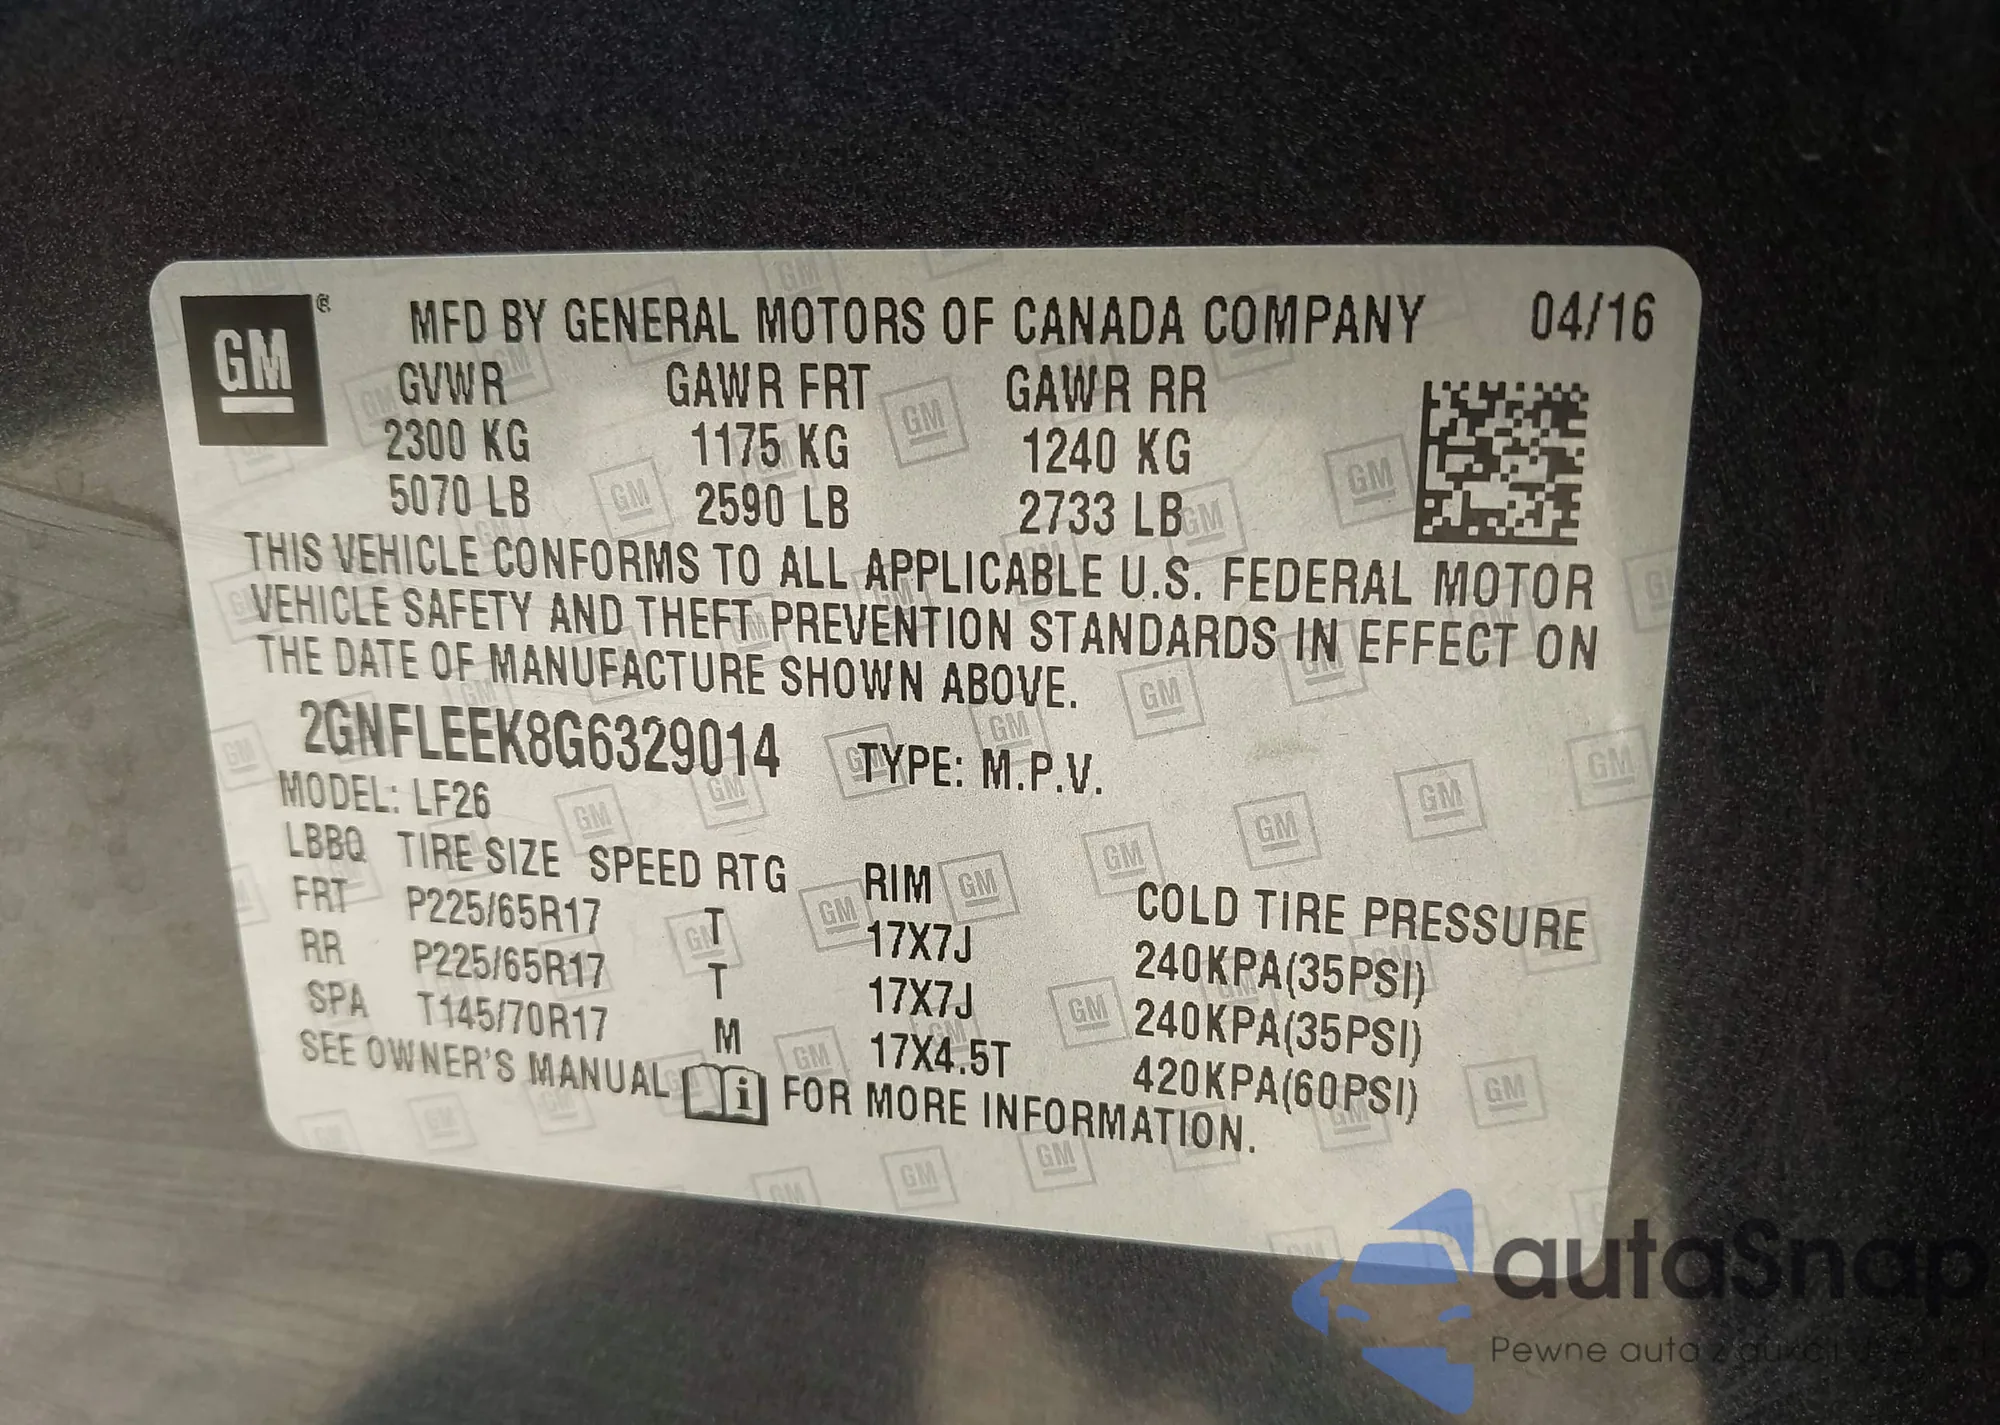 GM ®
MFD BY GENERAL MOTORS OF CANADA COMPANY 04/16
GVWR GAWR FRT GAWR RR
2300 KG 1175 KG 1240 KG
5070 LB 2590 LB 2733 LB
THIS VEHICLE CONFORMS TO ALL APPLICABLE U.S. FEDERAL MOTOR
VEHICLE SAFETY AND THEFT PREVENTION STANDARDS IN EFFECT ON
THE DATE OF MANUFACTURE SHOWN ABOVE.
2GNFLEEK8G6329014 TYPE: M.P.V.
MODEL: LF26
LBBQ TIRE SIZE SPEED RTG RIM COLD TIRE PRESSURE
FRT P225/65R17 T 17X7J 240KPA(35PSI)
RR P225/65R17 T 17X7J 240KPA(35PSI)
SPA T145/70R17 M 17X4.5T 420KPA(60PSI)
SEE OWNER'S MANUAL i FOR MORE INFORMATION.
autaSnap
Pewne auta z aukcji